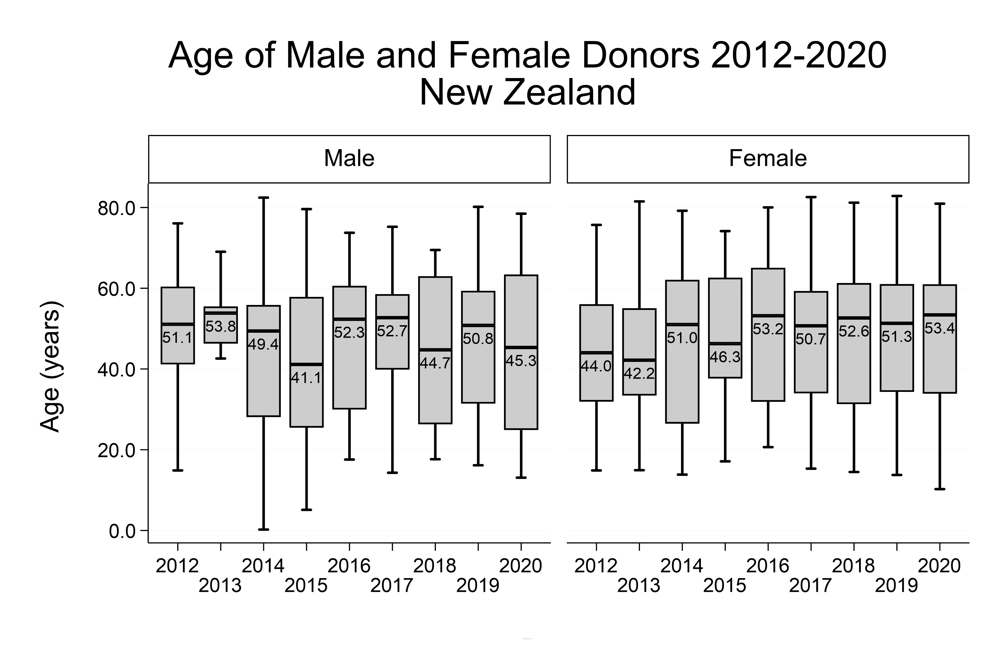 Age of Male and Female Donors 2012-2020
New Zealand
Male
Female
Age (years)
80.0
60.0
40.0
20.0
0.0
51.1
53.8
49.4
41.1
52.3
52.7
44.7
50.8
45.3
44.0
42.2
51.0
46.3
53.2
50.7
52.6
51.3
53.4
2012 2014 2016 2018 2020
2013 2015 2017 2019
2012 2014 2016 2018 2020
2013 2015 2017 2019